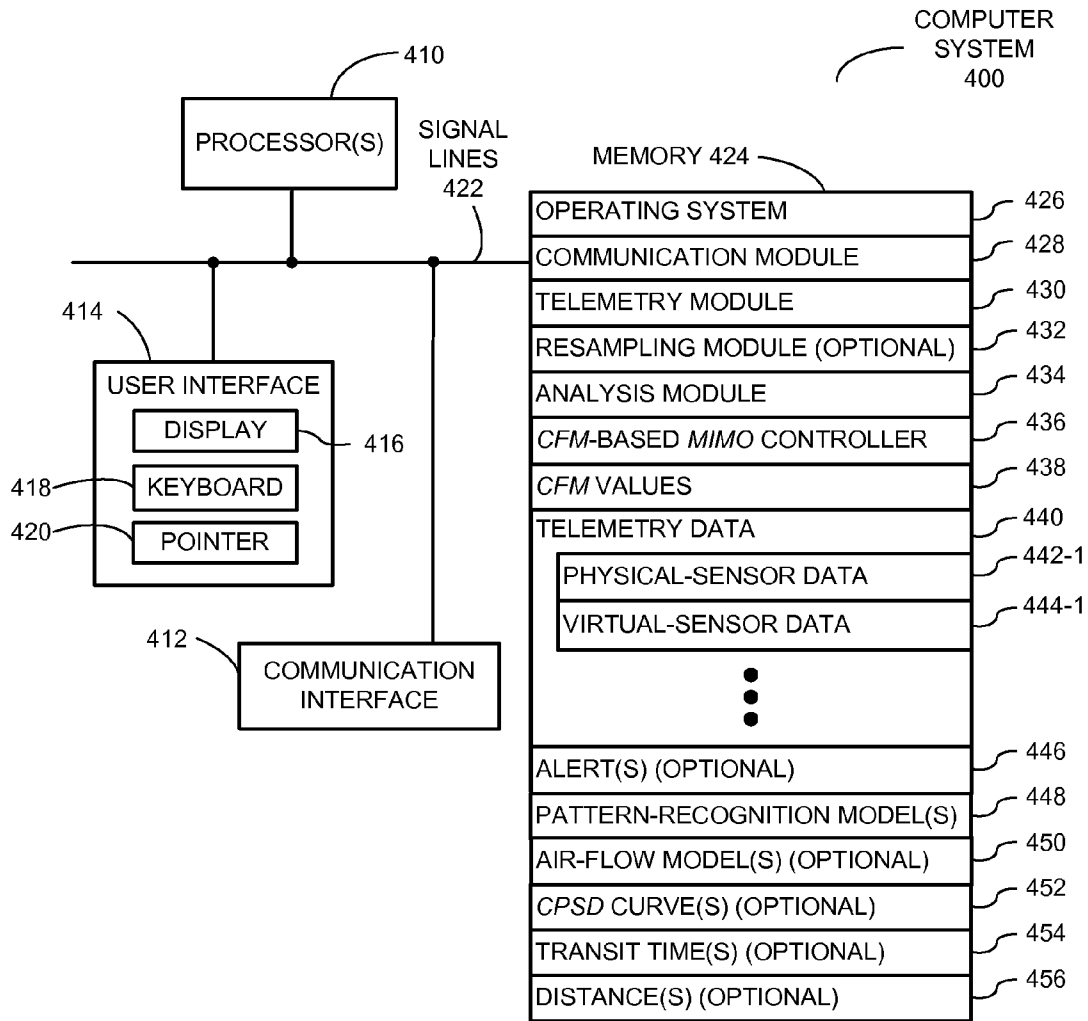 COMPUTER
SYSTEM
400
410
PROCESSOR(S)
SIGNAL
LINES
422
414
USER INTERFACE
DISPLAY
416
418
KEYBOARD
420
POINTER
412
COMMUNICATION
INTERFACE
MEMORY 424
OPERATING SYSTEM
426
COMMUNICATION MODULE
428
TELEMETRY MODULE
430
RESAMPLING MODULE (OPTIONAL)
432
ANALYSIS MODULE
434
CFM-BASED MIMO CONTROLLER
436
CFM VALUES
438
TELEMETRY DATA
440
PHYSICAL-SENSOR DATA
442-1
VIRTUAL-SENSOR DATA
444-1
ALERT(S) (OPTIONAL)
446
PATTERN-RECOGNITION MODEL(S)
448
AIR-FLOW MODEL(S) (OPTIONAL)
450
CPSD CURVE(S) (OPTIONAL)
452
TRANSIT TIME(S) (OPTIONAL)
454
DISTANCE(S) (OPTIONAL)
456